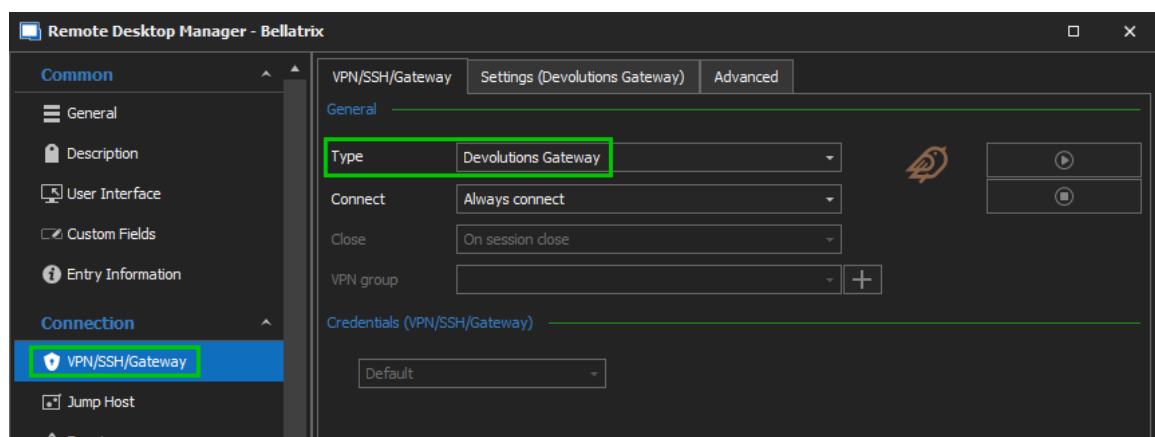 Remote Desktop Manager - Bellatrix
Common
General
Description
User Interface
Custom Fields
Entry Information
Connection
VPN/SSH/Gateway
Jump Host
VPN/SSH/Gateway
Settings (Devolutions Gateway)
Advanced
General
Type
Devolutions Gateway
Connect
Always connect
Close
On session close
VPN group
Credentials (VPN/SSH/Gateway)
Default